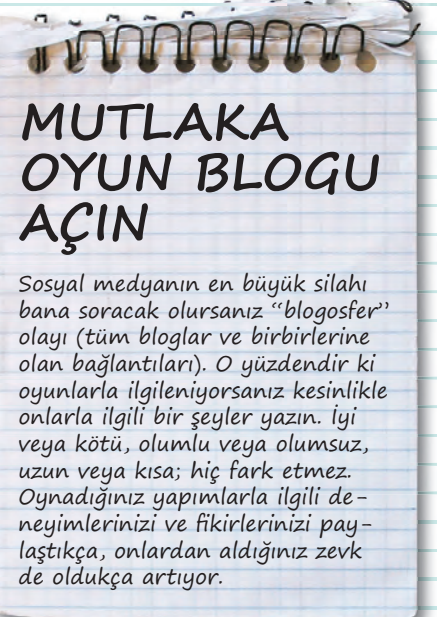 MUTLAKA
OYUN BLOGU
AÇIN
Sosyal medyanın en büyük silahı
bana soracak olursanız “blogosfer”
olayı (tüm bloglar ve birbirlerine
olan bağlantıları). O yüzdendir ki
oyunlarla ilgileniyorsanız kesinlikle
onlarla ilgili bir şeyler yazın. İyi
veya kötü, olumlu veya olumsuz,
uzun veya kısa; hiç fark etmez.
Oynadığınız yapımlarla ilgili de-
neyimlerinizi ve fikirlerinizi pay-
laştıkça, onlardan aldığınız zevk
de oldukça artıyor.